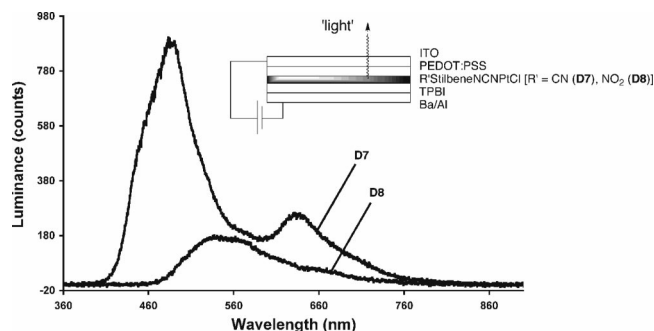 980
780
580
380
180
-20
Luminance (counts)
360
460
560
660
760
860
Wavelength (nm)
'light'
ITO
PEDOT:PSS
R'StilbeneNCNPtCl [R' = CN (D7), NO₂ (D8)]
TPBI
Ba/Al
D7
D8